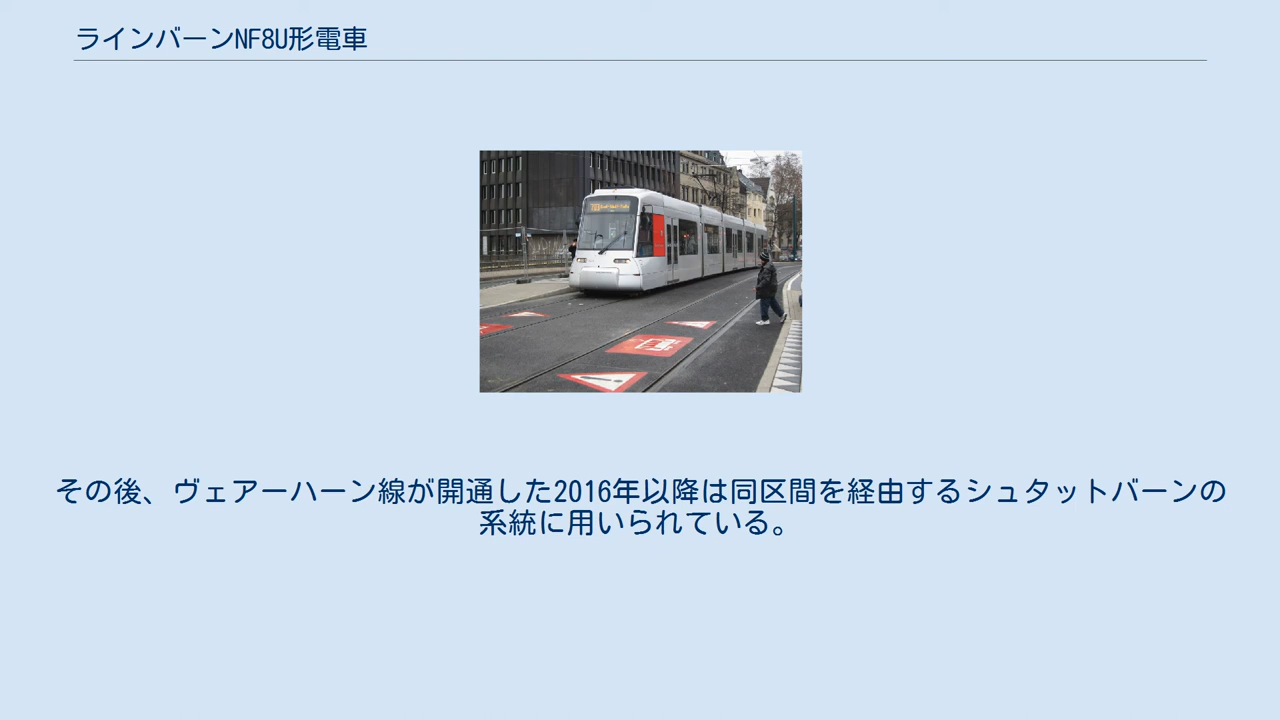 ラインバーンNF8U形電車
その後、ヴェアーハーン線が開通した2016年以降は同区間を経由するシュタットバーンの
系統に用いられている。